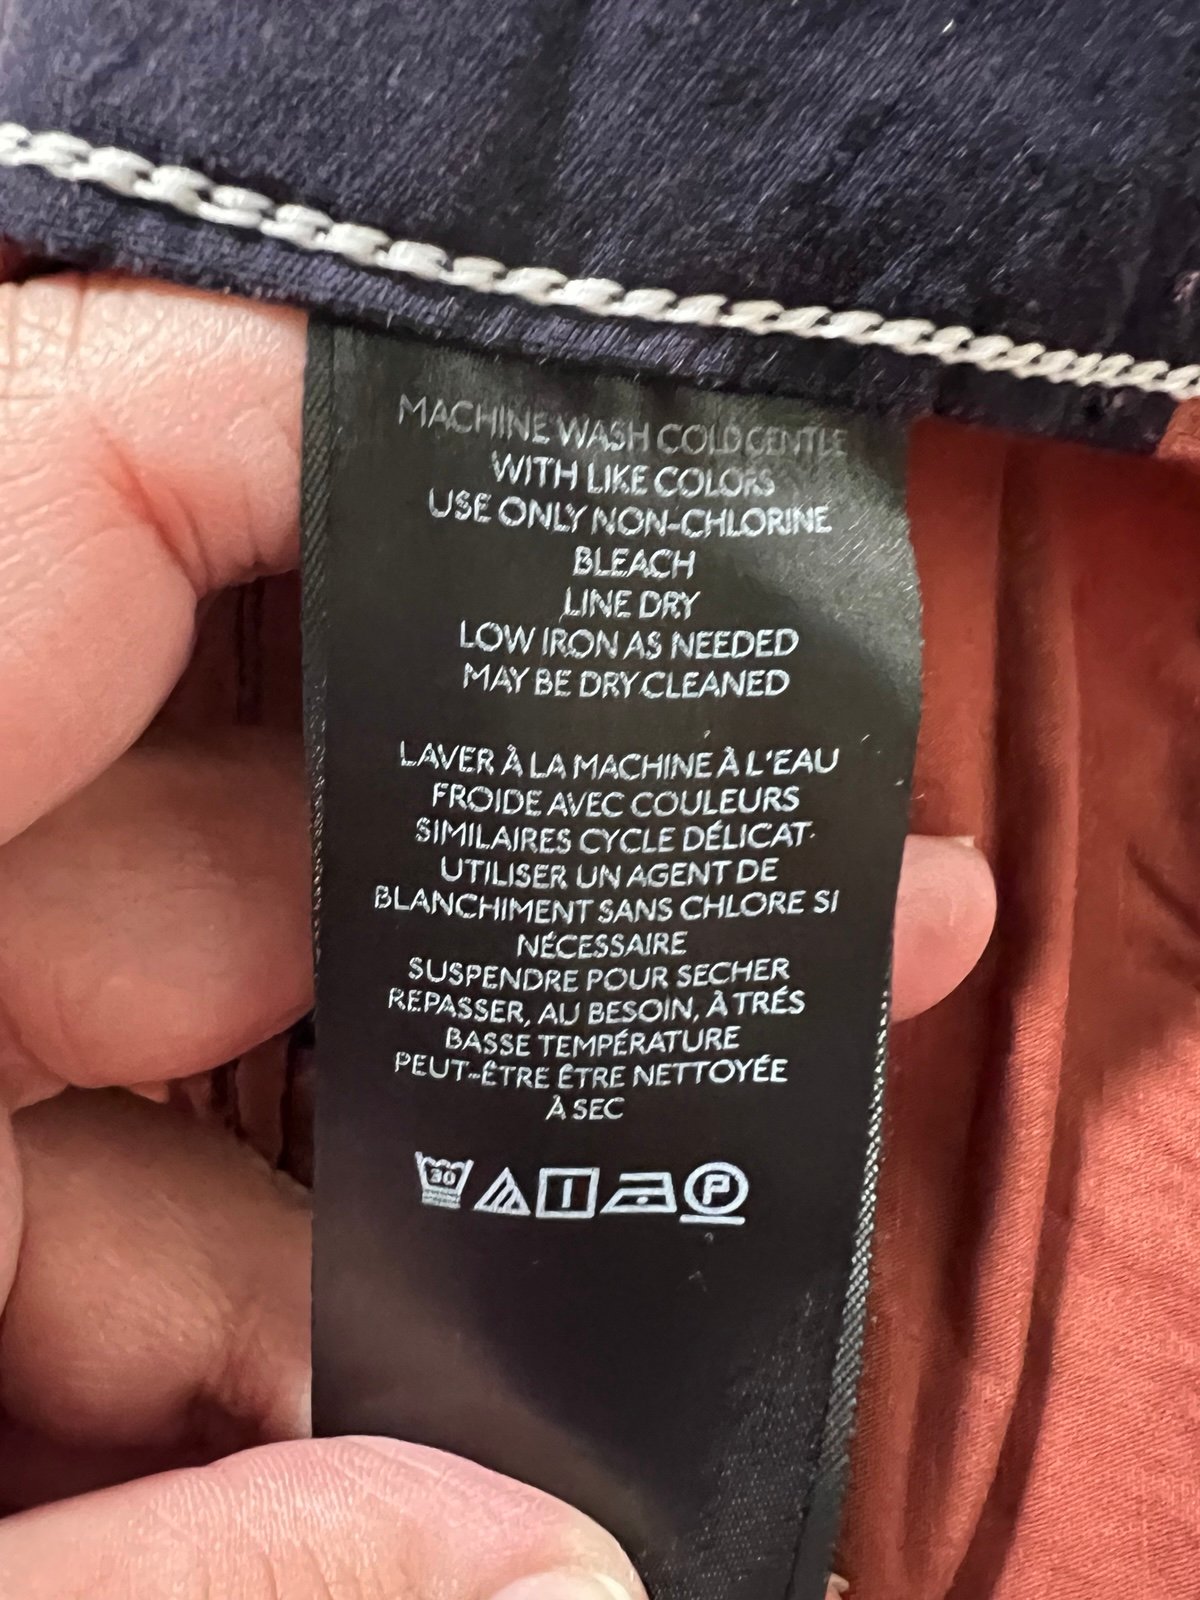 MACHINE WASH COLD GENTLE
WITH LIKE COLORS
USE ONLY NON-CHLORINE
BLEACH
LINE DRY
LOW IRON AS NEEDED
MAY BE DRY CLEANED
LAVER À LA MACHINE À L'EAU
FROIDE AVEC COULEURS
SIMILAIRES CYCLE DÉLICAT
UTILISER UN AGENT DE
BLANCHIMENT SANS CHLORE SI
NÉCESSAIRE
SUSPENDRE POUR SECHER
REPASSER, AU BESOIN, À TRÉS
BASSE TEMPÉRATURE
PEUT-ÊTRE ÊTRE NETTOYÉE
À SEC
30 P